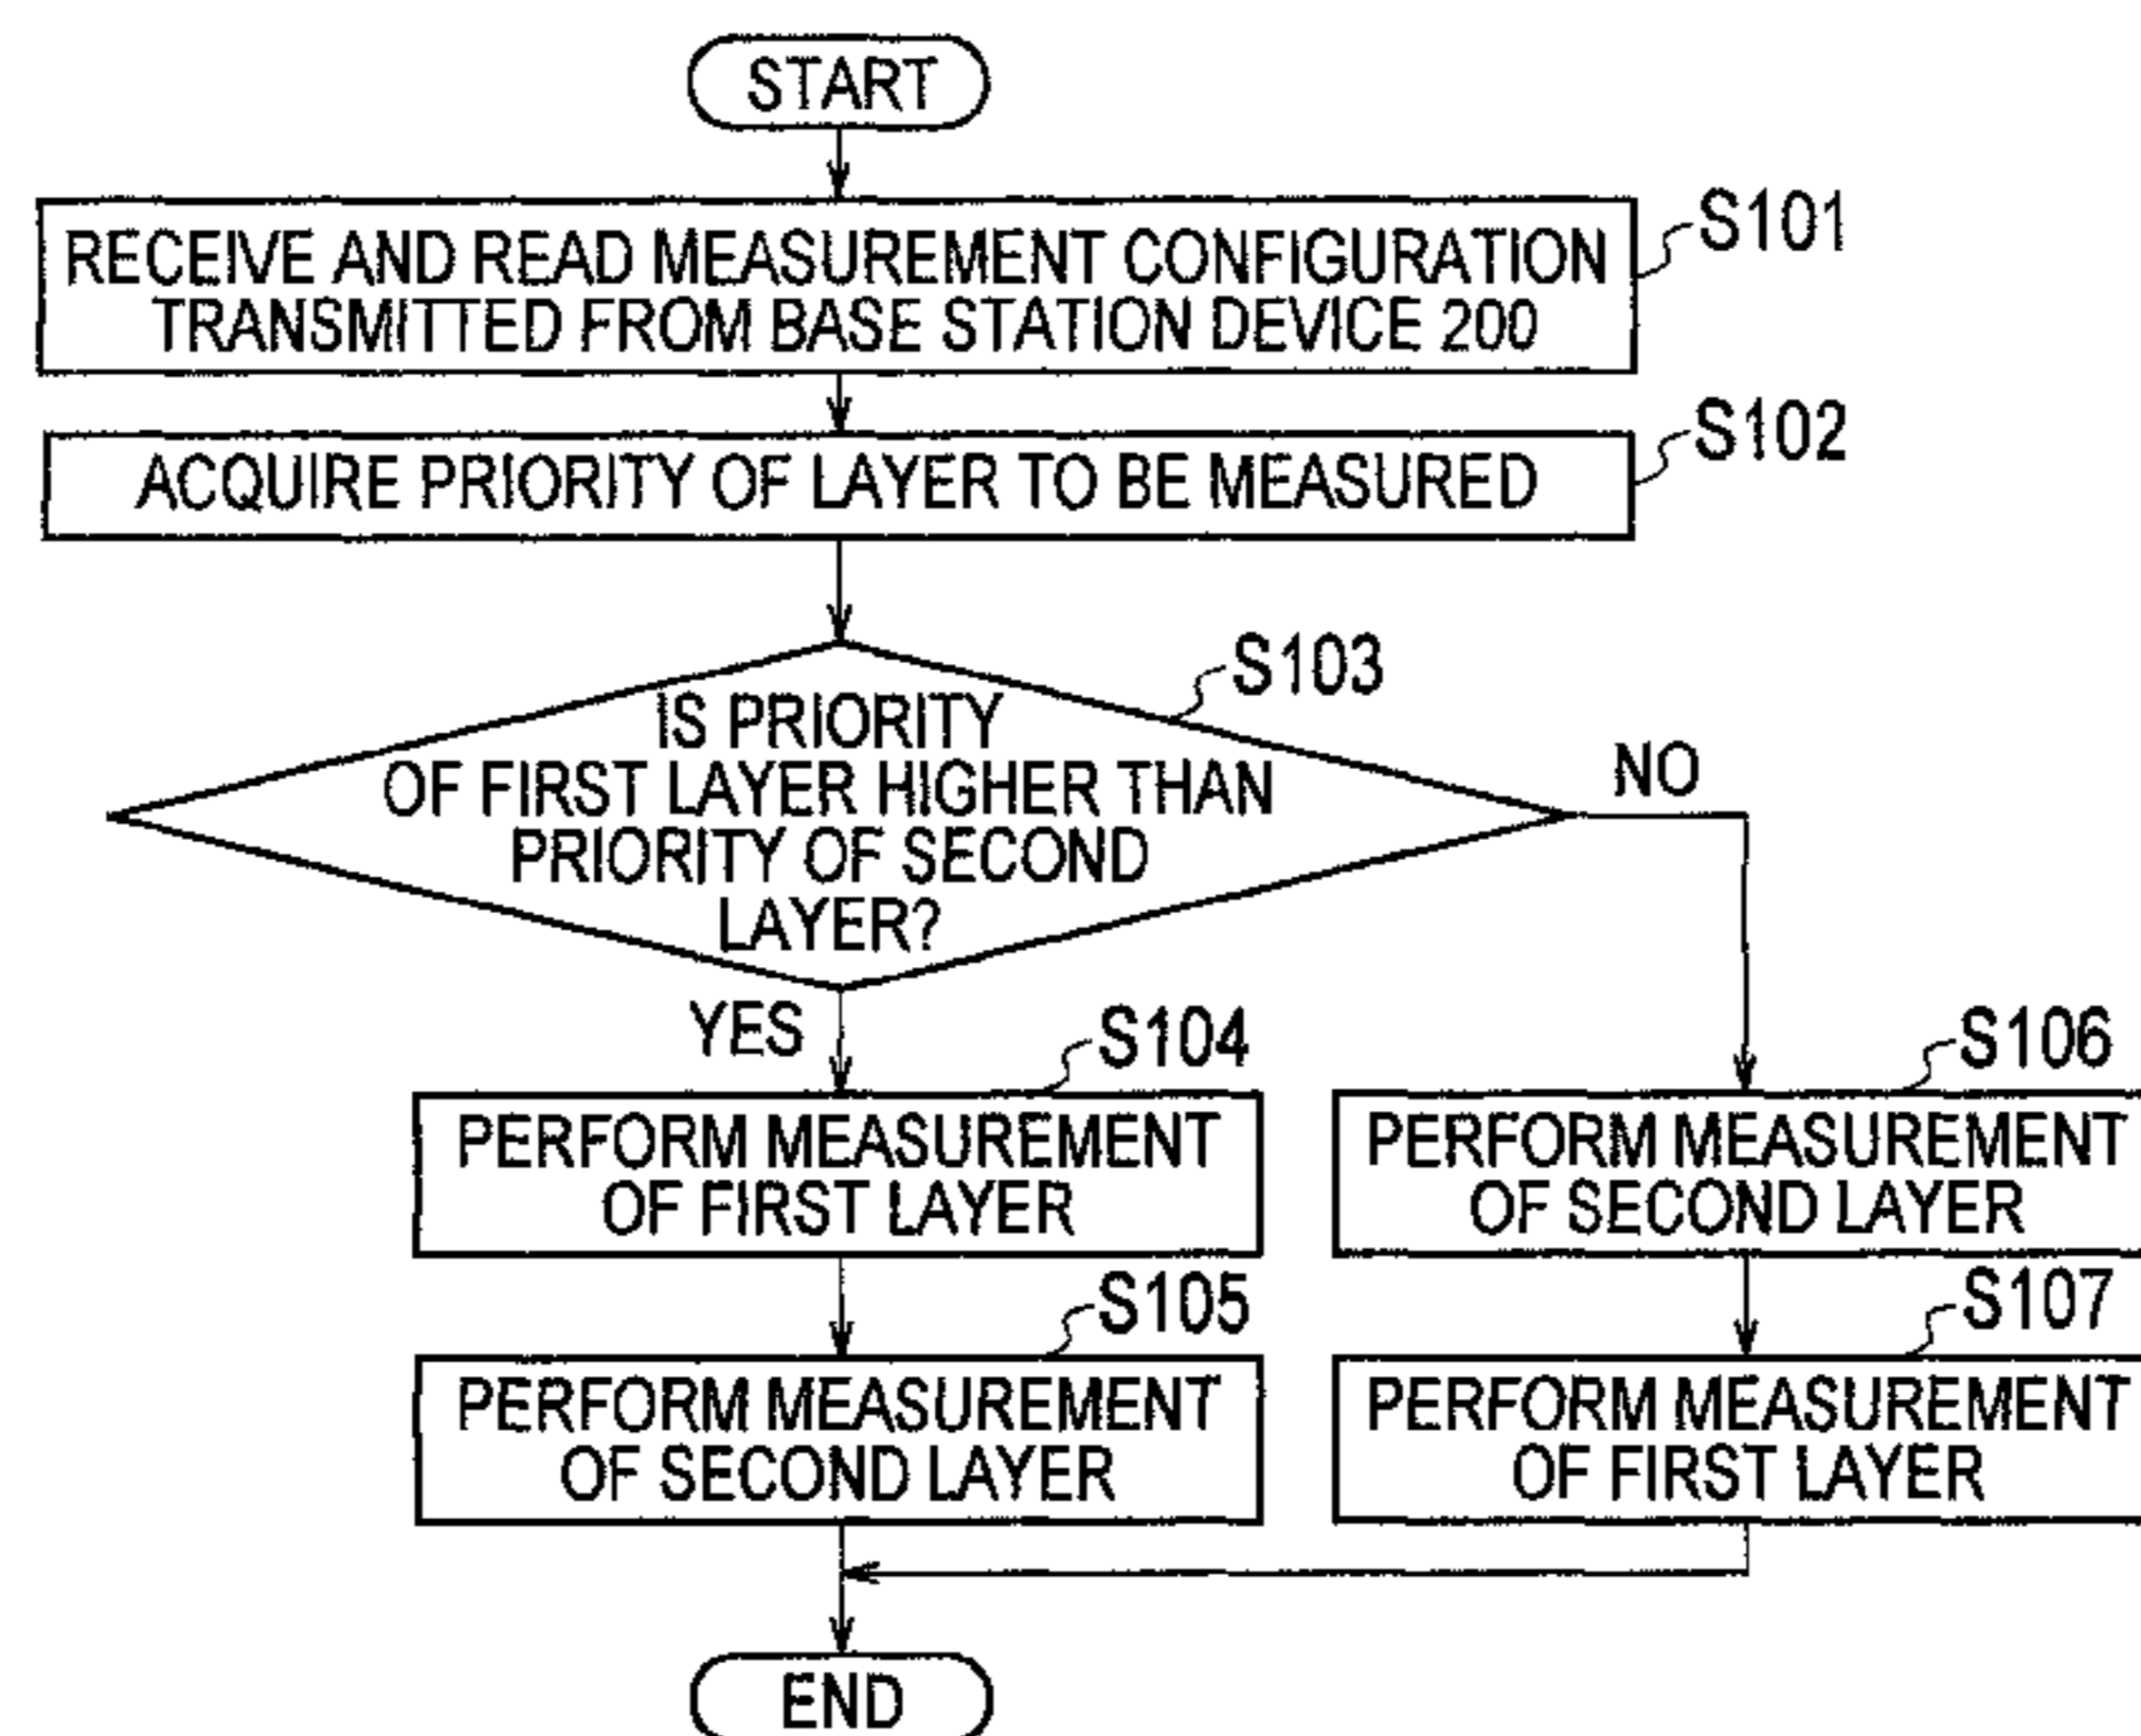 START
RECEIVE AND READ MEASUREMENT CONFIGURATION
TRANSMITTED FROM BASE STATION DEVICE 200
S101
ACQUIRE PRIORITY OF LAYER TO BE MEASURED
S102
IS PRIORITY
OF FIRST LAYER HIGHER THAN
PRIORITY OF SECOND
LAYER?
S103
NO
YES
S104
PERFORM MEASUREMENT
OF FIRST LAYER
S105
PERFORM MEASUREMENT
OF SECOND LAYER
S106
PERFORM MEASUREMENT
OF SECOND LAYER
S107
PERFORM MEASUREMENT
OF FIRST LAYER
END